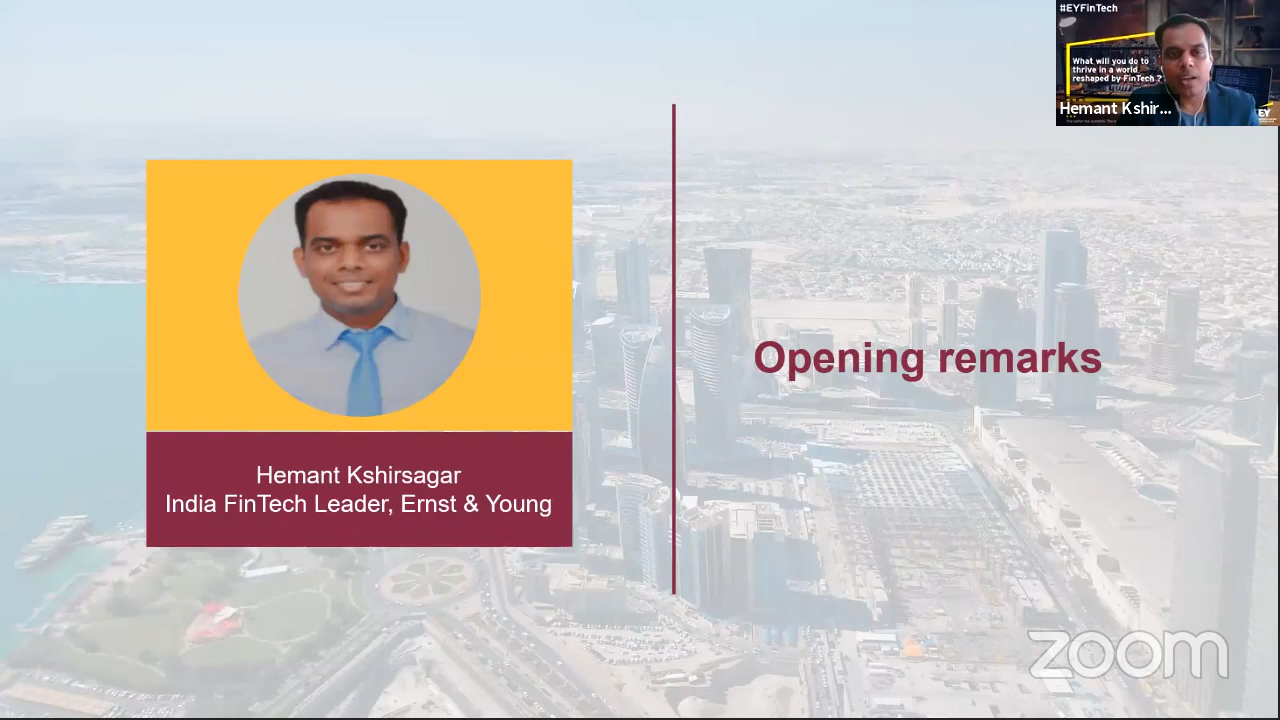 #EYFinTech
What will you do to
thrive in a world
reshaped by FinTech ?
Hemant Kshir...
EY
Opening remarks
Hemant Kshirsagar
India FinTech Leader, Ernst & Young
zoom